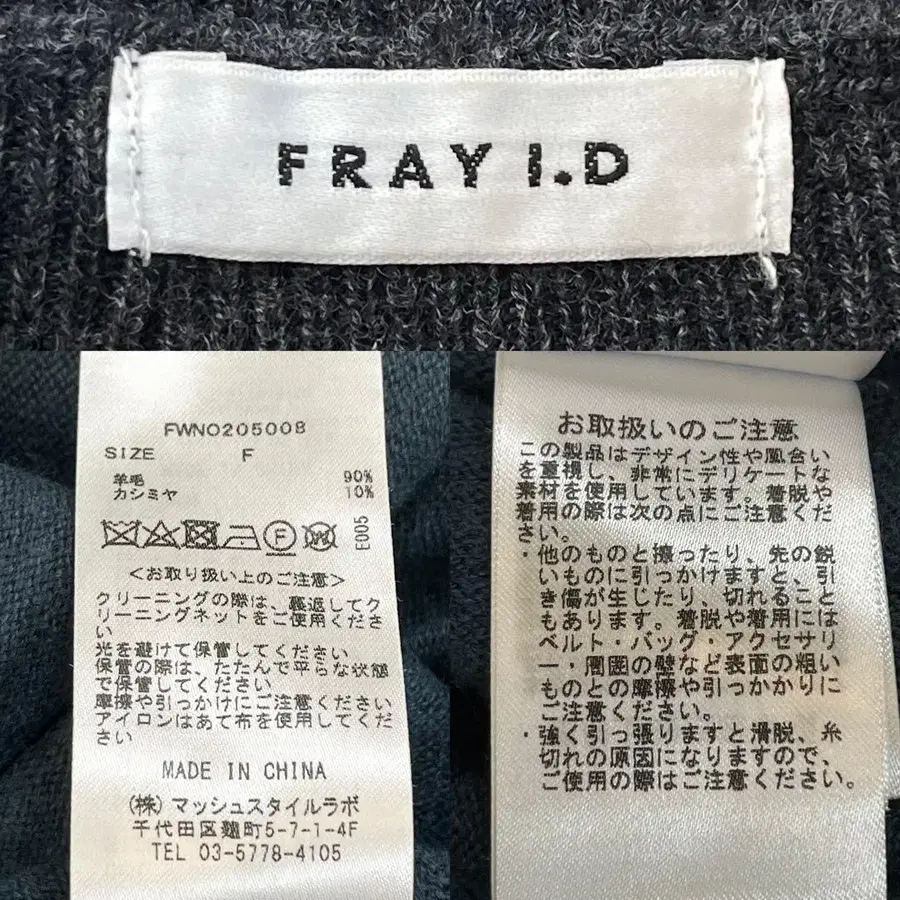 FRAY I.D
FWNO205008
SIZE F
羊毛 90%
カシミヤ 10%
E005
<お取り扱い上のご注意>
クリーニングの際は、裏返してク
リーニングネットをご使用くださ
い
光を避けて保管してください
保管の際は、たたんで平らな状態
で保管してください
摩擦や引っかけにご注意ください
アイロンはあて布を使用してくだ
さい
MADE IN CHINA
(株) マッシュスタイルラボ
千代田区麹町5-7-1-4F
TEL 03-5778-4105
お取扱いのご注意
この製品はデザイン性や風合い
を重視し、非常にデリケートな
素材を使用しています。着脱や
着用の際は次の点にご注意くだ
さい。
・他のものと擦ったり、先の鋭
いものに引っかけますと、引
き傷が生じたり、切れること
もあります。着脱や着用には
ベルト・バッグ・アクセサリ
ー・周囲の壁など表面の粗い
ものとの摩擦や引っかかりに
ご注意ください。
・強く引っ張りますと滑脱、糸
切れの原因になりますので、
ご使用の際はご注意ください。